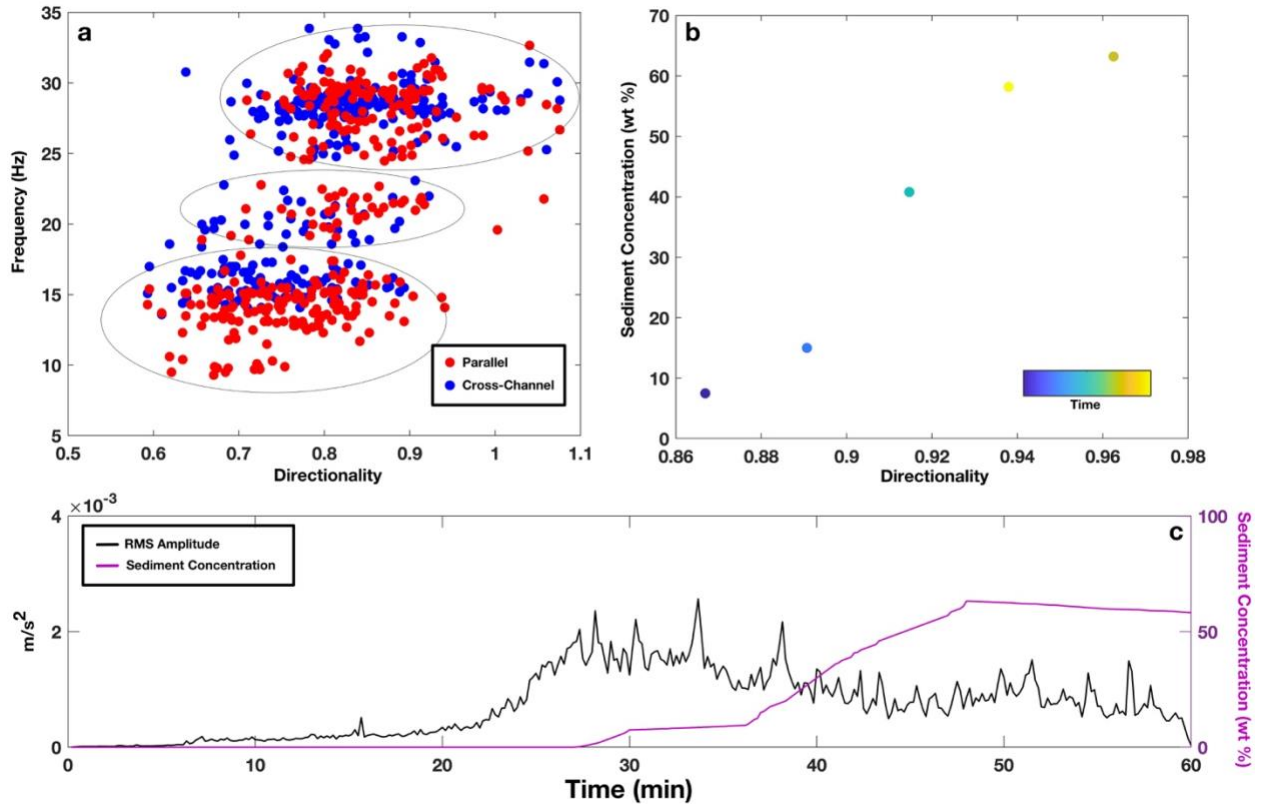 a
35
30
25
20
15
10
5
Frequency (Hz)
0.5 0.6 0.7 0.8 0.9 1 1.1
Directionality
Parallel
Cross-Channel
b
70
60
50
40
30
20
10
0
Sediment Concentration (wt %)
0.86 0.88 0.9 0.92 0.94 0.96 0.98
Directionality
Time
×10⁻³
c
4
2
0
m/s²
RMS Amplitude
Sediment Concentration
100
50
0
Sediment Concentration (wt %)
0 10 20 30 40 50 60
Time (min)